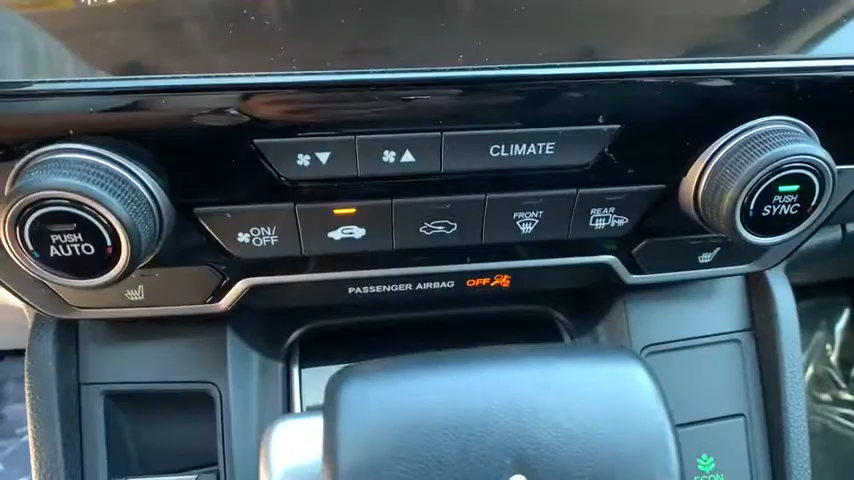 CLIMATE
PUSH
AUTO
ON/
OFF
FRONT
REAR
PUSH
SYNC
PASSENGER AIRBAG OFF
ECON